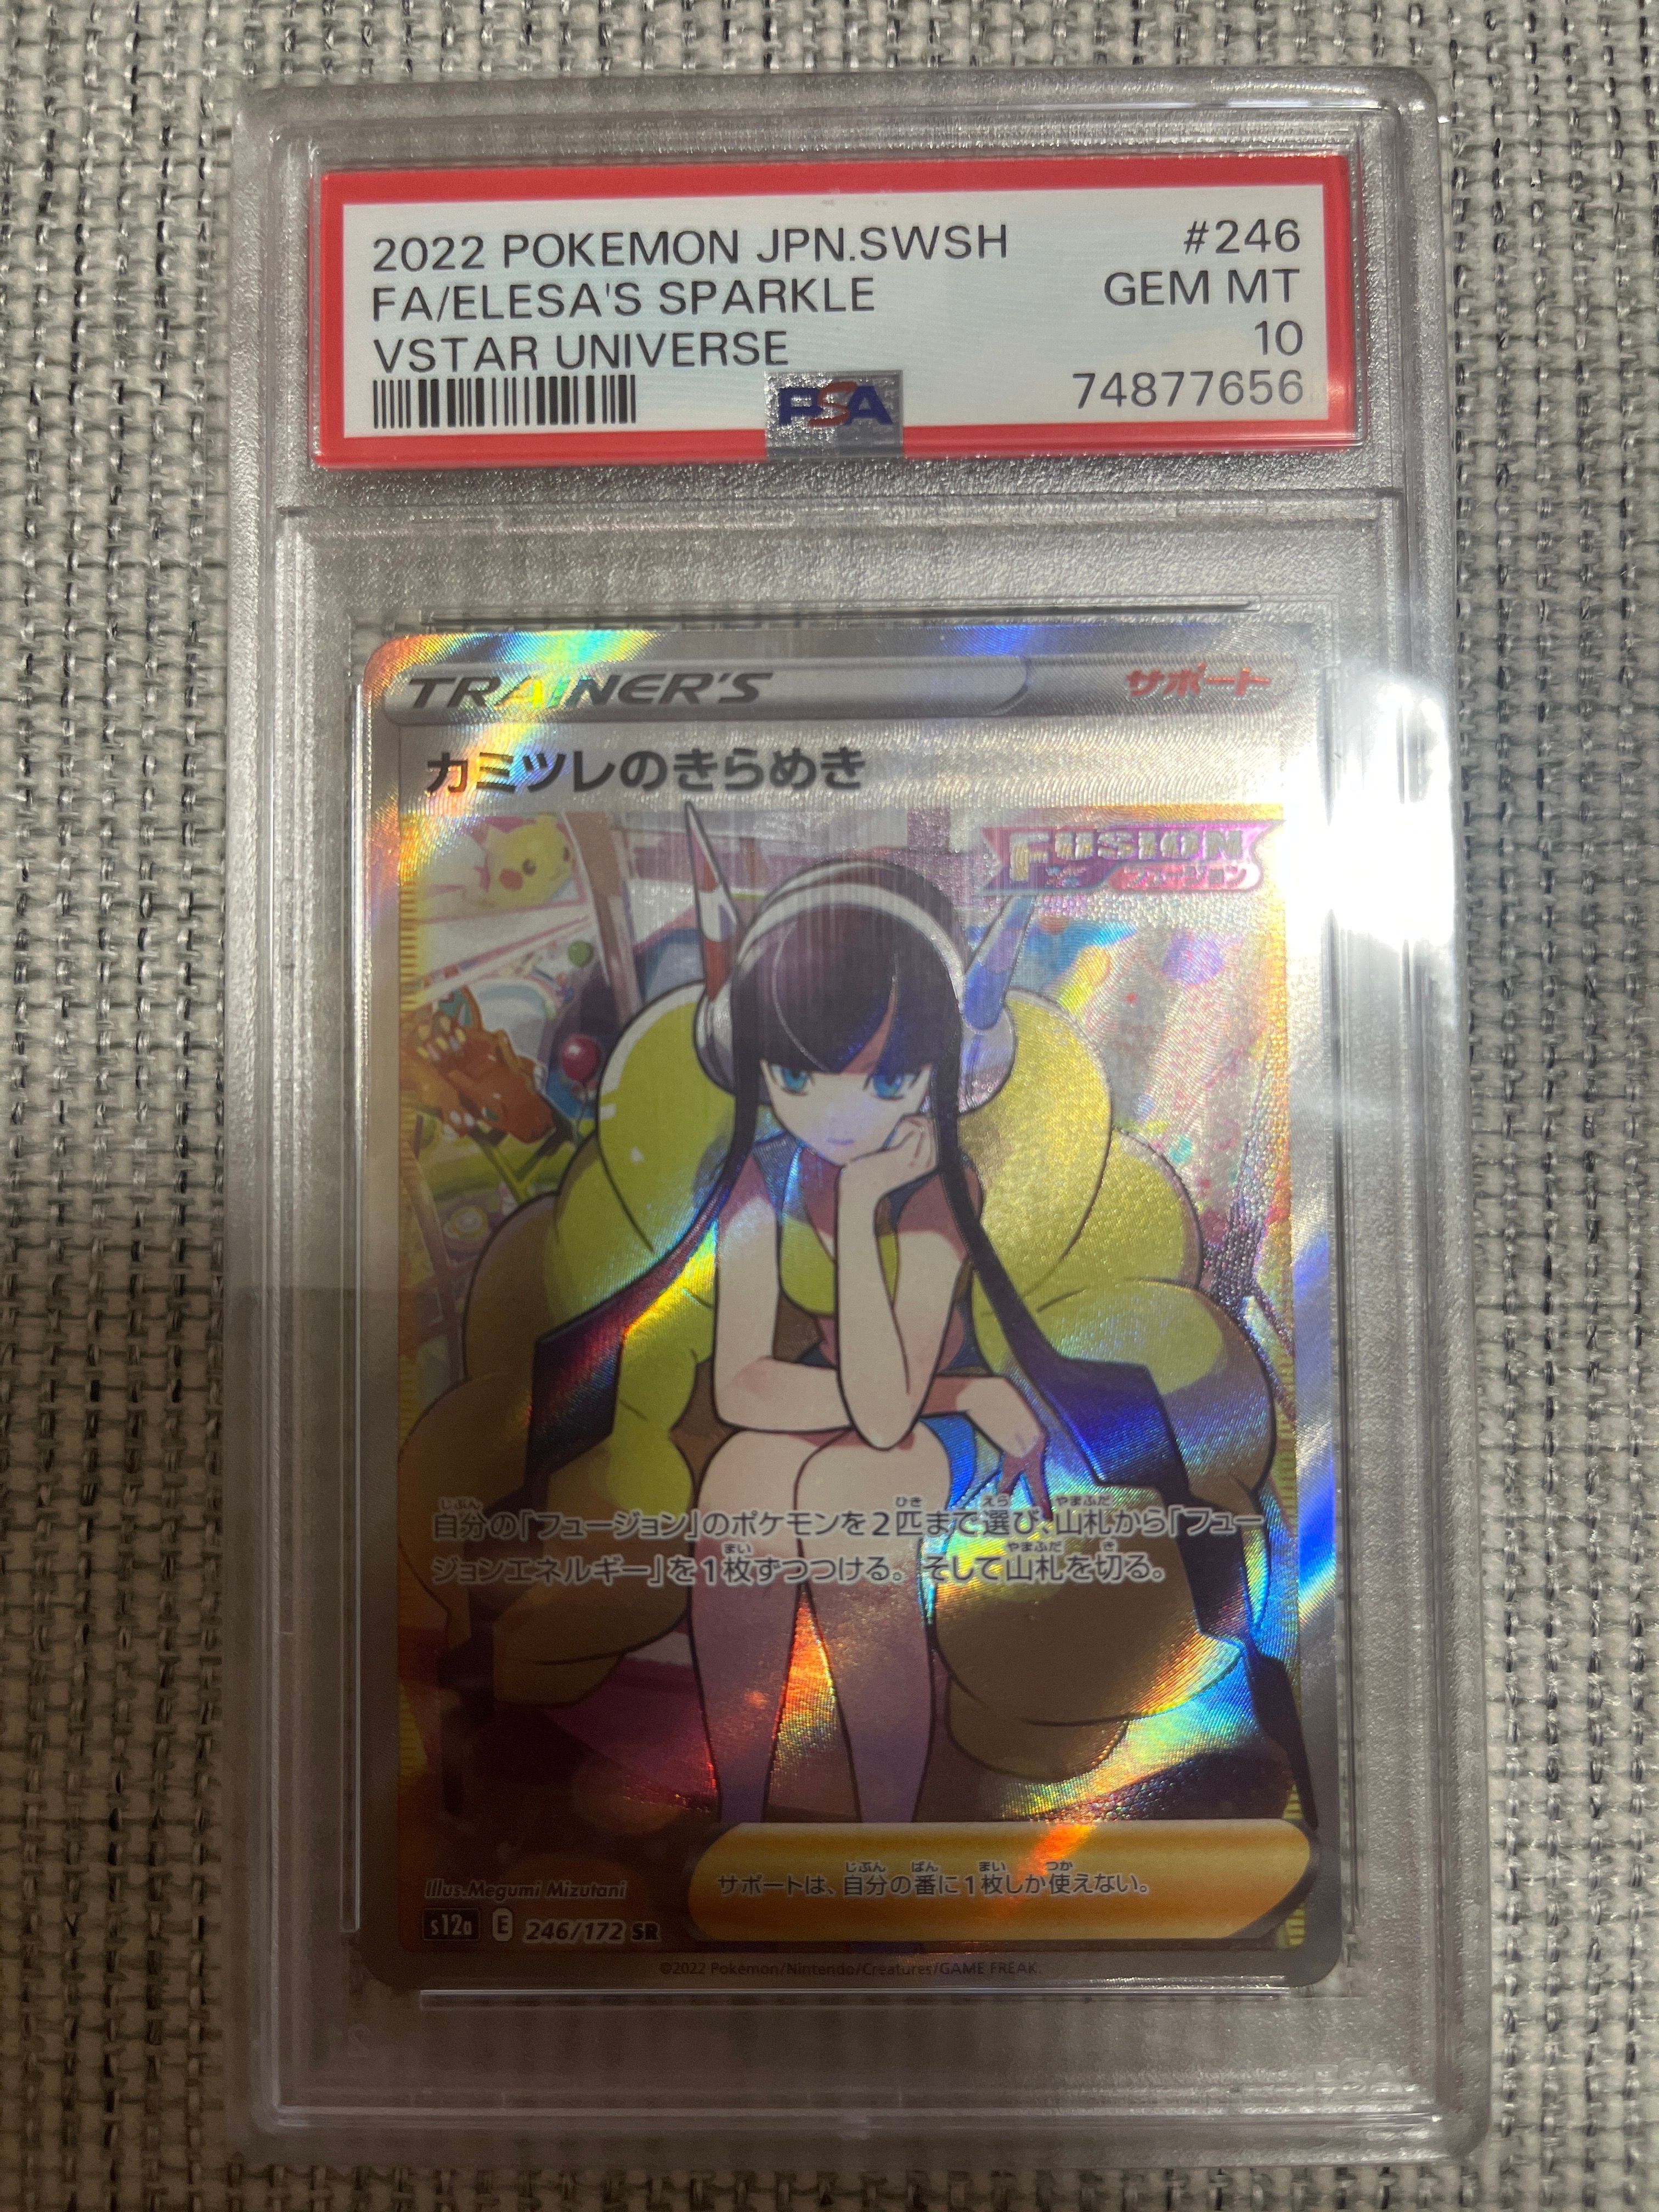 2022 POKEMON JPN.SWSH #246
FA/ELESA'S SPARKLE GEM MT
VSTAR UNIVERSE 10
PSA 74877656
TRAINER'S サポート
カミツレのきらめき
FUSION
フュージョン
自分の「フュージョン」のポケモンを2匹まで選び、山札から「フュー
ジョンエネルギー」を1枚ずつつける。そして山札を切る。
サポートは、自分の番に1枚しか使えない。
Illus.Megumi Mizutani
s12a E 246/172 SR
©2022 Pokémon/Nintendo/Creatures/GAME FREAK.